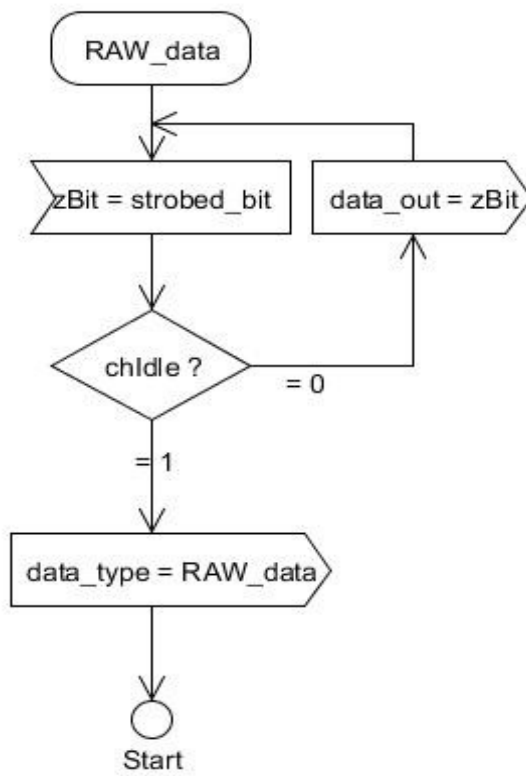 RAW_data
zBit = strobed_bit
data_out = zBit
chIdle ?
= 0
= 1
data_type = RAW_data
Start